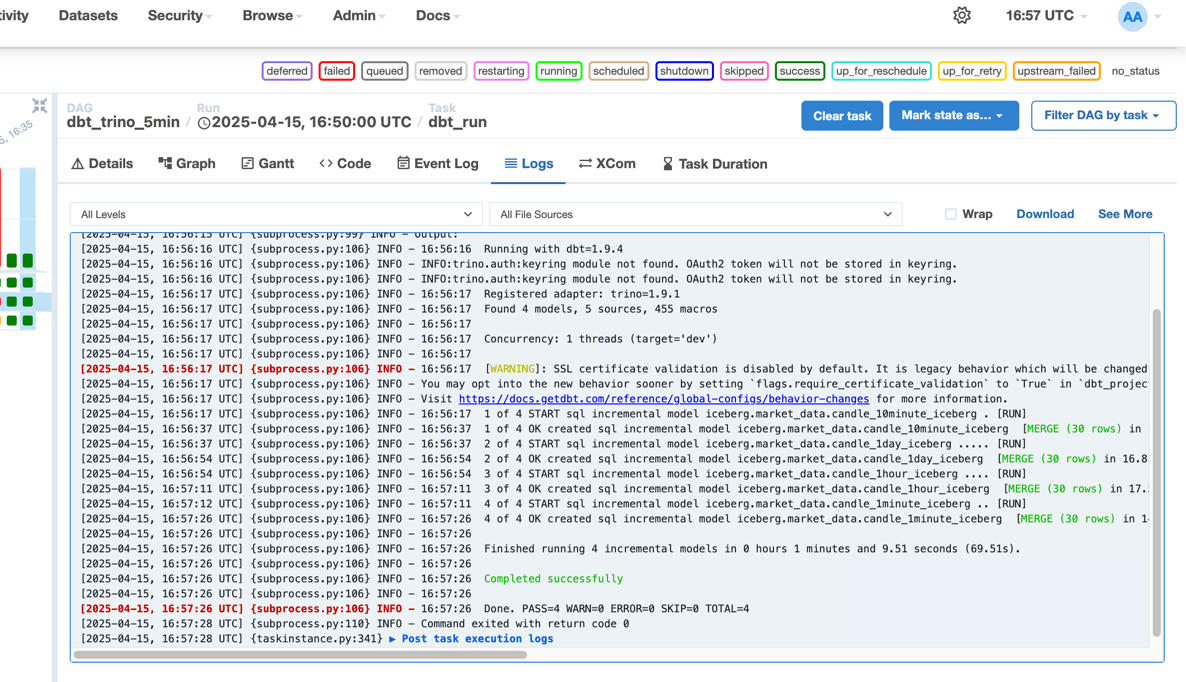 ivity Datasets Security Browse Admin Docs 16:57 UTC AA
deferred failed queued removed restarting running scheduled shutdown skipped success up_for_reschedule up_for_retry upstream_failed no_status
5, 16:35
DAG Run Task
dbt_trino_5min / 2025-04-15, 16:50:00 UTC / dbt_run
Clear task Mark state as... Filter DAG by task
Details Graph Gantt <> Code Event Log Logs XCom Task Duration
All Levels All File Sources Wrap Download See More
[2025-04-15, 16:56:15 UTC] {subprocess.py:99} INFO - Output:
[2025-04-15, 16:56:16 UTC] {subprocess.py:106} INFO - 16:56:16  Running with dbt=1.9.4
[2025-04-15, 16:56:16 UTC] {subprocess.py:106} INFO - INFO:trino.auth:keyring module not found. OAuth2 token will not be stored in keyring.
[2025-04-15, 16:56:16 UTC] {subprocess.py:106} INFO - INFO:trino.auth:keyring module not found. OAuth2 token will not be stored in keyring.
[2025-04-15, 16:56:17 UTC] {subprocess.py:106} INFO - 16:56:17  Registered adapter: trino=1.9.1
[2025-04-15, 16:56:17 UTC] {subprocess.py:106} INFO - 16:56:17  Found 4 models, 5 sources, 455 macros
[2025-04-15, 16:56:17 UTC] {subprocess.py:106} INFO - 16:56:17
[2025-04-15, 16:56:17 UTC] {subprocess.py:106} INFO - 16:56:17  Concurrency: 1 threads (target='dev')
[2025-04-15, 16:56:17 UTC] {subprocess.py:106} INFO - 16:56:17
[2025-04-15, 16:56:17 UTC] {subprocess.py:106} INFO - 16:56:17  [WARNING]: SSL certificate validation is disabled by default. It is legacy behavior which will be changed
[2025-04-15, 16:56:17 UTC] {subprocess.py:106} INFO - You may opt into the new behavior sooner by setting `flags.require_certificate_validation` to `True` in `dbt_projec
[2025-04-15, 16:56:17 UTC] {subprocess.py:106} INFO - Visit https://docs.getdbt.com/reference/global-configs/behavior-changes for more information.
[2025-04-15, 16:56:17 UTC] {subprocess.py:106} INFO - 16:56:17  1 of 4 START sql incremental model iceberg.market_data.candle_10minute_iceberg . [RUN]
[2025-04-15, 16:56:37 UTC] {subprocess.py:106} INFO - 16:56:37  1 of 4 OK created sql incremental model iceberg.market_data.candle_10minute_iceberg  [MERGE (30 rows) in
[2025-04-15, 16:56:37 UTC] {subprocess.py:106} INFO - 16:56:37  2 of 4 START sql incremental model iceberg.market_data.candle_1day_iceberg ..... [RUN]
[2025-04-15, 16:56:54 UTC] {subprocess.py:106} INFO - 16:56:54  2 of 4 OK created sql incremental model iceberg.market_data.candle_1day_iceberg  [MERGE (30 rows) in 16.8
[2025-04-15, 16:56:54 UTC] {subprocess.py:106} INFO - 16:56:54  3 of 4 START sql incremental model iceberg.market_data.candle_1hour_iceberg .... [RUN]
[2025-04-15, 16:57:11 UTC] {subprocess.py:106} INFO - 16:57:11  3 of 4 OK created sql incremental model iceberg.market_data.candle_1hour_iceberg  [MERGE (30 rows) in 17.
[2025-04-15, 16:57:12 UTC] {subprocess.py:106} INFO - 16:57:11  4 of 4 START sql incremental model iceberg.market_data.candle_1minute_iceberg .. [RUN]
[2025-04-15, 16:57:26 UTC] {subprocess.py:106} INFO - 16:57:26  4 of 4 OK created sql incremental model iceberg.market_data.candle_1minute_iceberg  [MERGE (30 rows) in 1
[2025-04-15, 16:57:26 UTC] {subprocess.py:106} INFO - 16:57:26
[2025-04-15, 16:57:26 UTC] {subprocess.py:106} INFO - 16:57:26  Finished running 4 incremental models in 0 hours 1 minutes and 9.51 seconds (69.51s).
[2025-04-15, 16:57:26 UTC] {subprocess.py:106} INFO - 16:57:26
[2025-04-15, 16:57:26 UTC] {subprocess.py:106} INFO - 16:57:26  Completed successfully
[2025-04-15, 16:57:26 UTC] {subprocess.py:106} INFO - 16:57:26
[2025-04-15, 16:57:26 UTC] {subprocess.py:106} INFO - 16:57:26  Done. PASS=4 WARN=0 ERROR=0 SKIP=0 TOTAL=4
[2025-04-15, 16:57:28 UTC] {subprocess.py:110} INFO - Command exited with return code 0
[2025-04-15, 16:57:28 UTC] {taskinstance.py:341} ▶ Post task execution logs